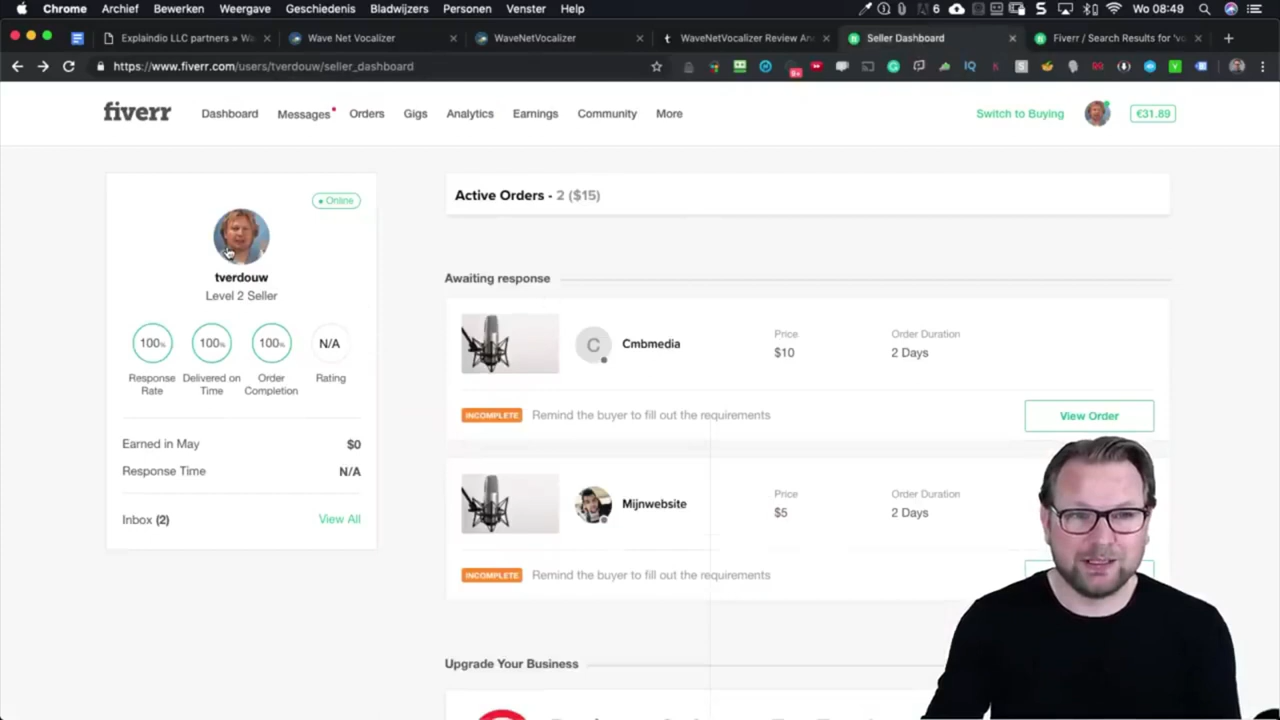 Chrome Archief Bewerken Weergave Geschiedenis Bladwijzers Personen Venster Help 6 Wo 08:49
Explaindio LLC partners » Wa Wave Net Vocalizer WaveNetVocalizer WaveNetVocalizer Review An Seller Dashboard Fiverr / Search Results for 'vo
https://www.fiverr.com/users/tverdouw/seller_dashboard
fiverr Dashboard Messages Orders Gigs Analytics Earnings Community More Switch to Buying €31.89
Online
tverdouw
Level 2 Seller
100% 100% 100% N/A
Response Rate
Delivered on Time
Order Completion
Rating
Earned in May $0
Response Time N/A
Inbox (2) View All
Active Orders - 2 ($15)
Awaiting response
C Cmbmedia
Price
$10
Order Duration
2 Days
INCOMPLETE Remind the buyer to fill out the requirements View Order
Mijnwebsite
Price
$5
Order Duration
2 Days
INCOMPLETE Remind the buyer to fill out the requirements
Upgrade Your Business